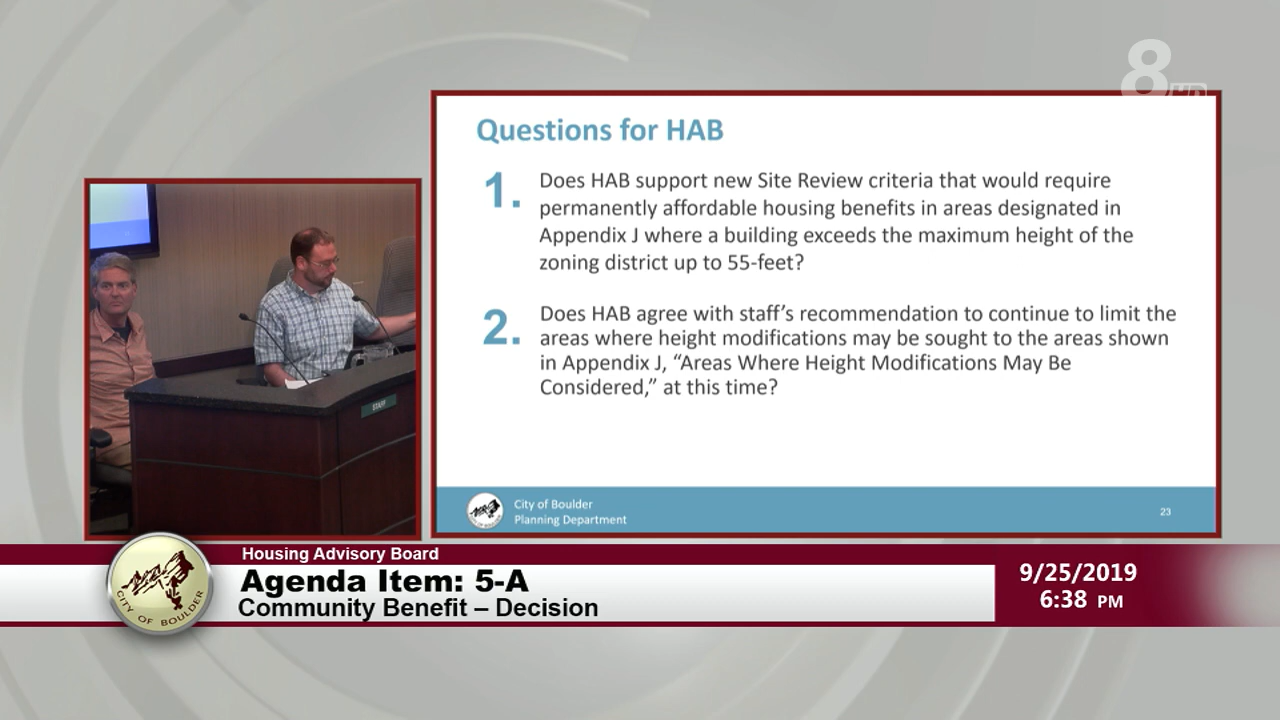 8
HD
Questions for HAB
1. Does HAB support new Site Review criteria that would require
permanently affordable housing benefits in areas designated in
Appendix J where a building exceeds the maximum height of the
zoning district up to 55-feet?
2. Does HAB agree with staff’s recommendation to continue to limit the
areas where height modifications may be sought to the areas shown
in Appendix J, “Areas Where Height Modifications May Be
Considered,” at this time?
City of Boulder
Planning Department
23
STAFF
Housing Advisory Board
Agenda Item: 5-A
Community Benefit – Decision
CITY OF BOULDER
9/25/2019
6:38 PM